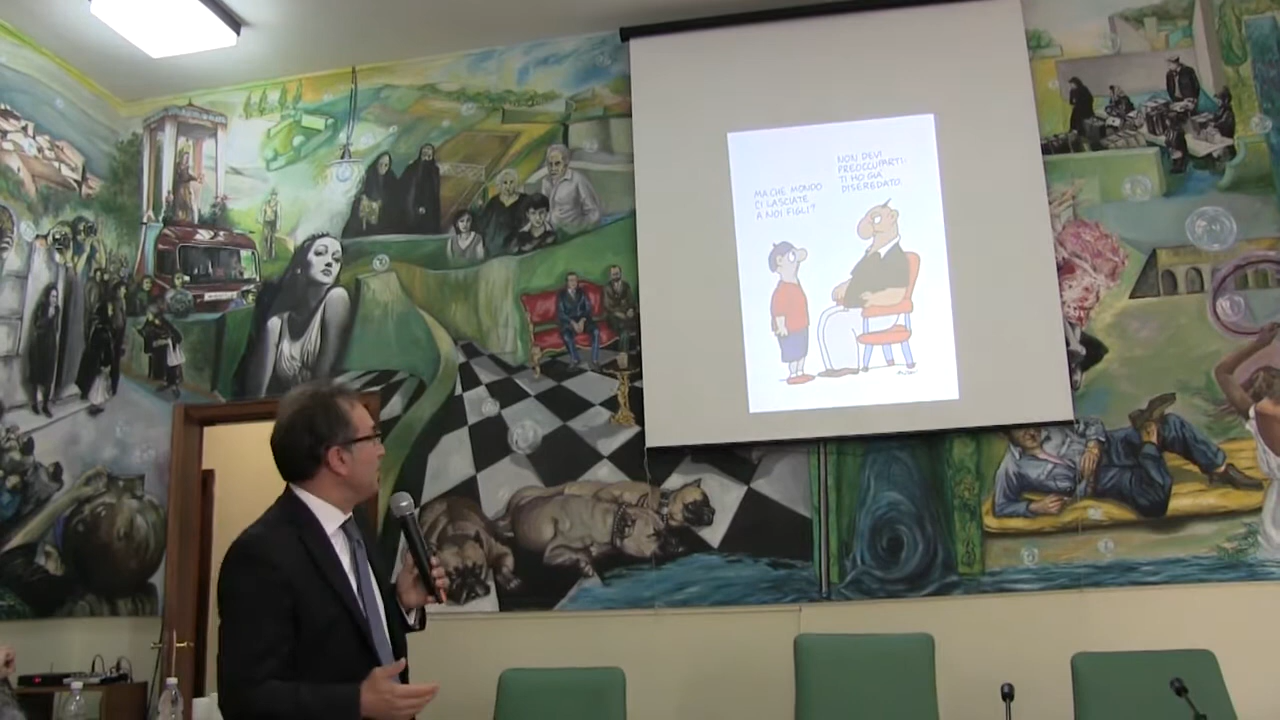 MA CHE MONDO
CI LASCIATE
A NOI FIGLI?
NON DEVI
PREOCCUPARTI:
TI HO GIÀ
DISEREDATO.